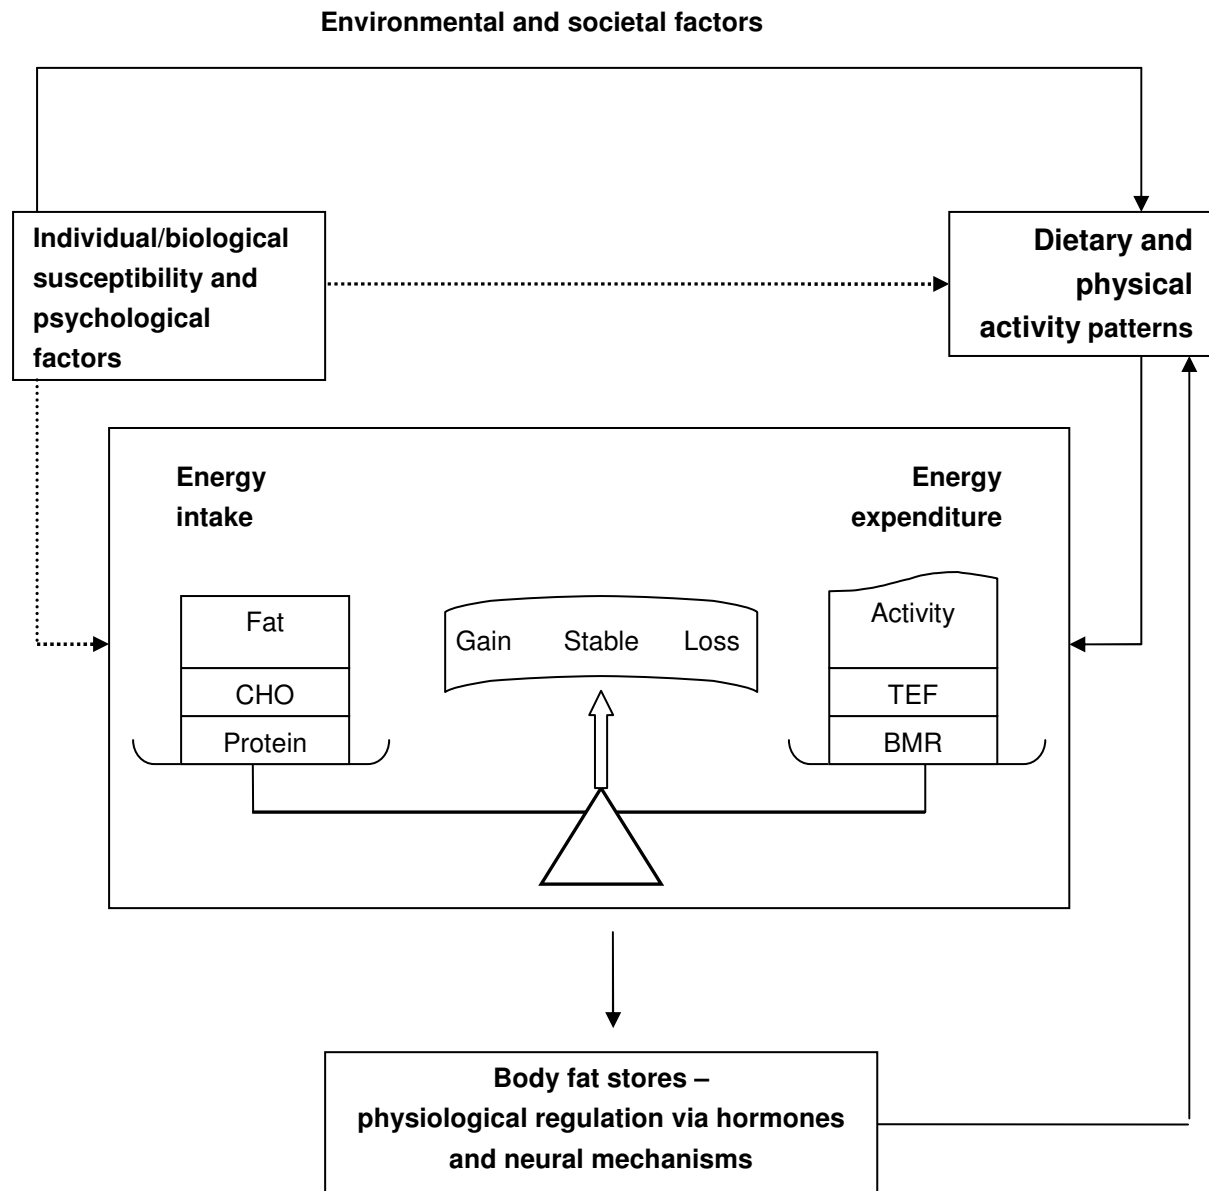 Environmental and societal factors
Individual/biological
susceptibility and
psychological
factors
Dietary and
physical
activity patterns
Energy
intake
Energy
expenditure
Fat
CHO
Protein
Gain Stable Loss
Activity
TEF
BMR
Body fat stores –
physiological regulation via hormones
and neural mechanisms